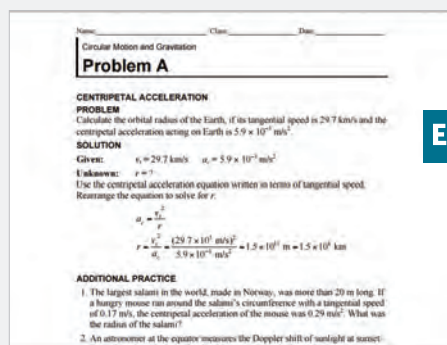 Name: Class: Date:
Circular Motion and Gravitation
Problem A
CENTRIPETAL ACCELERATION
PROBLEM
Calculate the orbital radius of the Earth, if its tangential speed is 29.7 km/s and the
centripetal acceleration acting on Earth is 5.9 × 10⁻³ m/s².
SOLUTION
Given: vₜ = 29.7 km/s a꜀ = 5.9 × 10⁻³ m/s²
Unknown: r = ?
Use the centripetal acceleration equation written in terms of tangential speed.
Rearrange the equation to solve for r.
a꜀ = vₜ²/r
r = vₜ²/a꜀ = (29.7 × 10³ m/s)²/5.9 × 10⁻³ m/s² = 1.5 × 10¹¹ m = 1.5 × 10⁸ km
ADDITIONAL PRACTICE
1. The largest salami in the world, made in Norway, was more than 20 m long. If
a hungry mouse ran around the salami's circumference with a tangential speed
of 0.17 m/s, the centripetal acceleration of the mouse was 0.29 m/s². What was
the radius of the salami?
2. An astronomer at the equator measures the Doppler shift of sunlight at sunset.
E